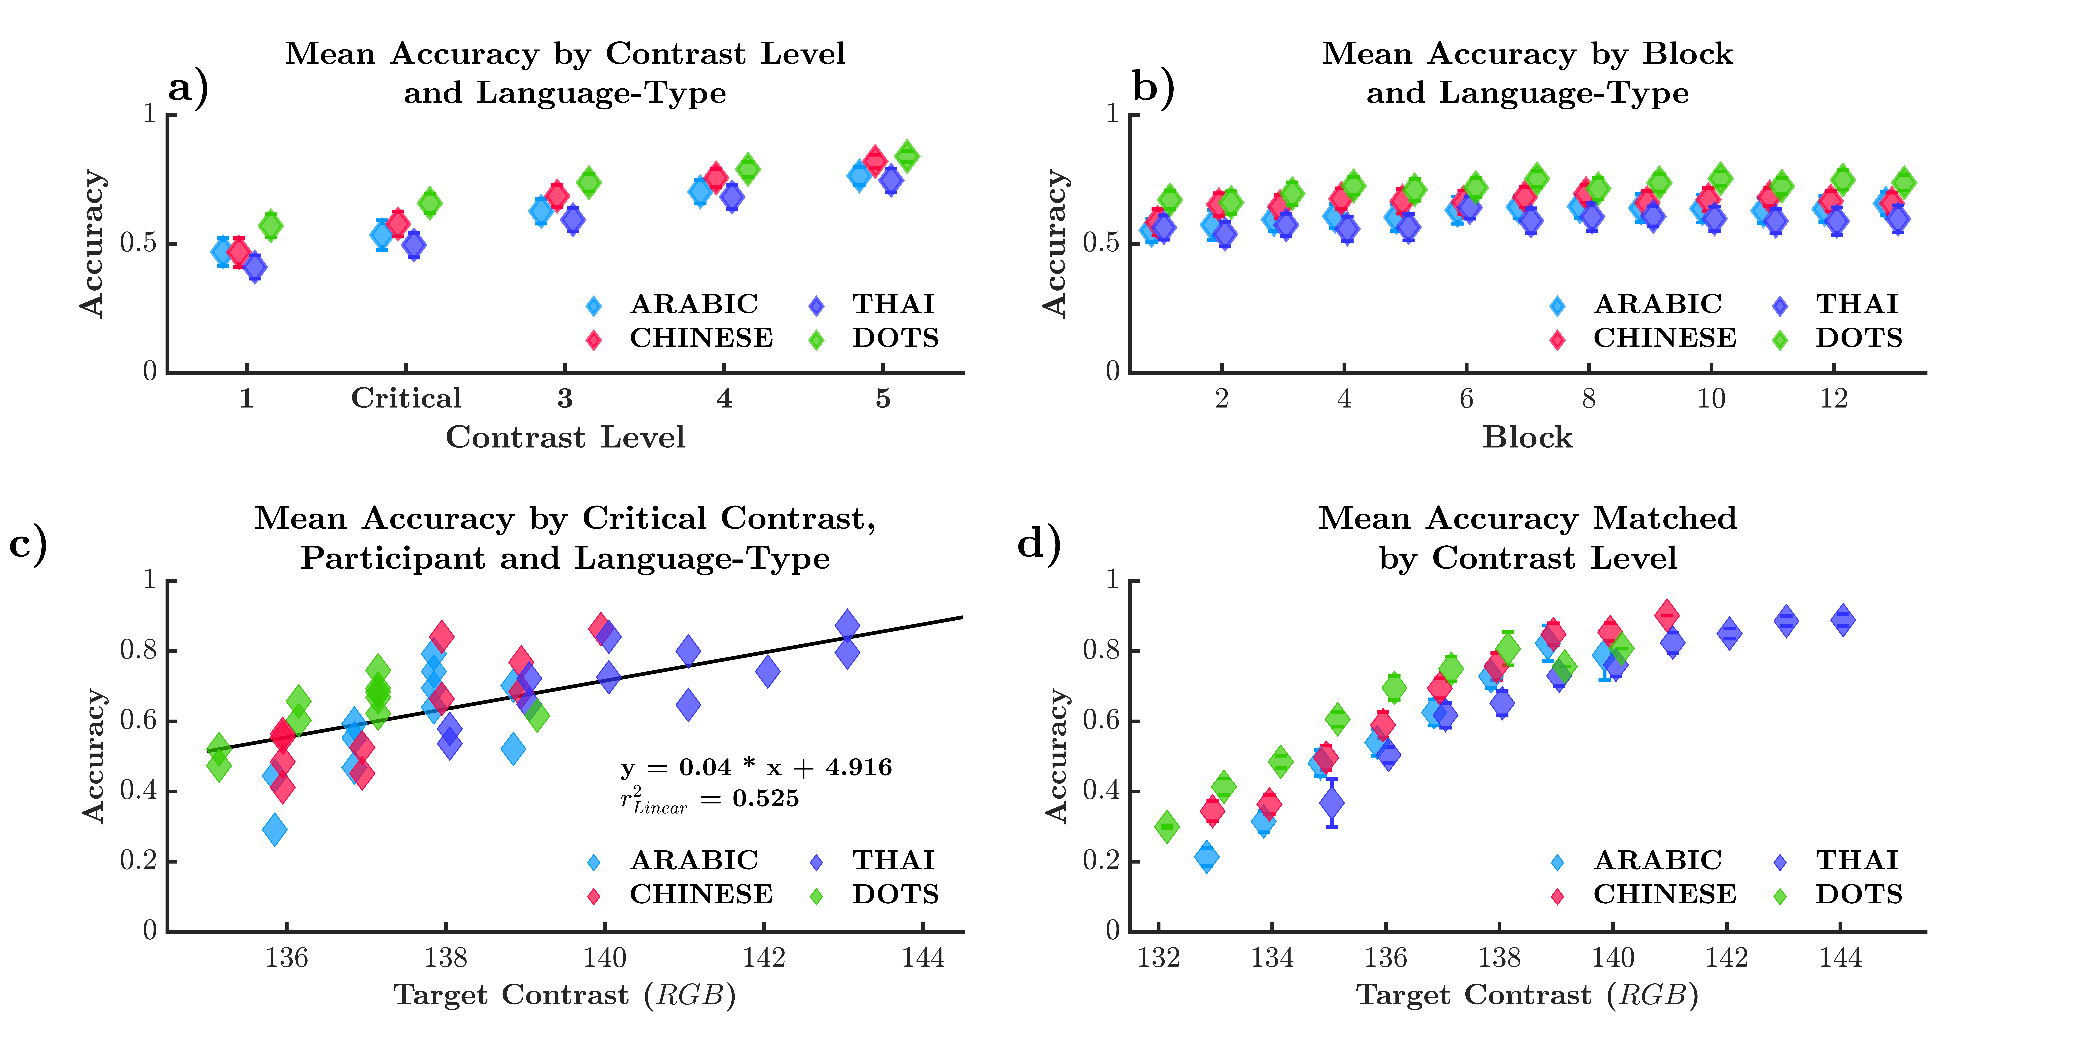 a)
Mean Accuracy by Contrast Level
and Language-Type
Accuracy
1
0.5
0
1 Critical 3 4 5
Contrast Level
ARABIC THAI
CHINESE DOTS
b)
Mean Accuracy by Block
and Language-Type
Accuracy
1
0.5
0
2 4 6 8 10 12
Block
ARABIC THAI
CHINESE DOTS
c)
Mean Accuracy by Critical Contrast,
Participant and Language-Type
Accuracy
1
0.8
0.6
0.4
0.2
0
136 138 140 142 144
Target Contrast (RGB)
y = 0.04 * x + 4.916
r²Linear = 0.525
ARABIC THAI
CHINESE DOTS
d)
Mean Accuracy Matched
by Contrast Level
Accuracy
1
0.8
0.6
0.4
0.2
0
132 134 136 138 140 142 144
Target Contrast (RGB)
ARABIC THAI
CHINESE DOTS